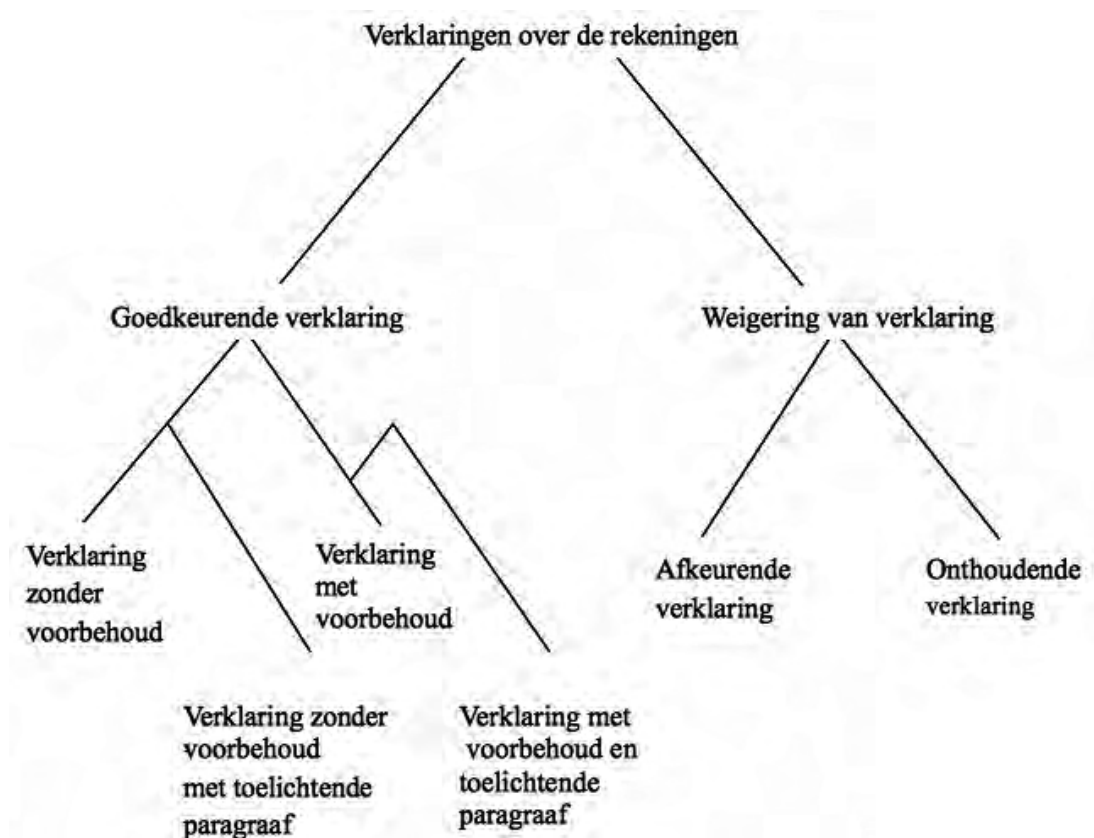 Verklaringen over de rekeningen
Goedkeurende verklaring
Weigering van verklaring
Verklaring
zonder
voorbehoud
Verklaring
met
voorbehoud
Afkeurende
verklaring
Onthoudende
verklaring
Verklaring zonder
voorbehoud
met toelichtende
paragraaf
Verklaring met
voorbehoud en
toelichtende
paragraaf